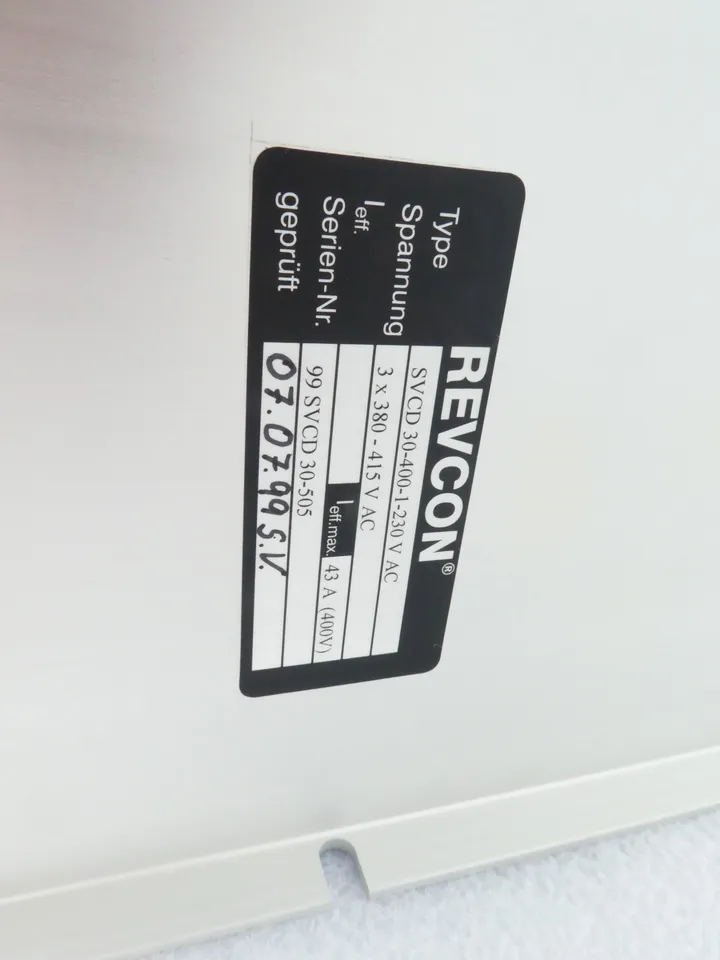 REVCON®
Type SVCD 30-400-1-230 V AC
Spannung 3 x 380 - 415 V AC
Ieff. Ieff.max. 43 A (400V)
Serien-Nr. 99 SVCD 30-505
geprüft 07.07.99 S.V.